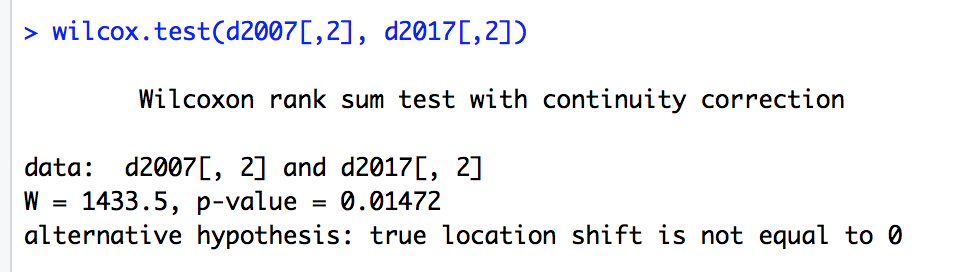 > wilcox.test(d2007[,2], d2017[,2])
Wilcoxon rank sum test with continuity correction
data:  d2007[, 2] and d2017[, 2]
W = 1433.5, p-value = 0.01472
alternative hypothesis: true location shift is not equal to 0